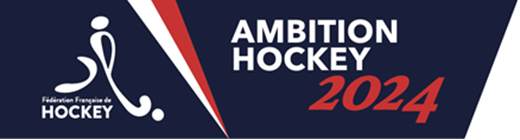 Fédération Française de
HOCKEY
AMBITION
HOCKEY
2024